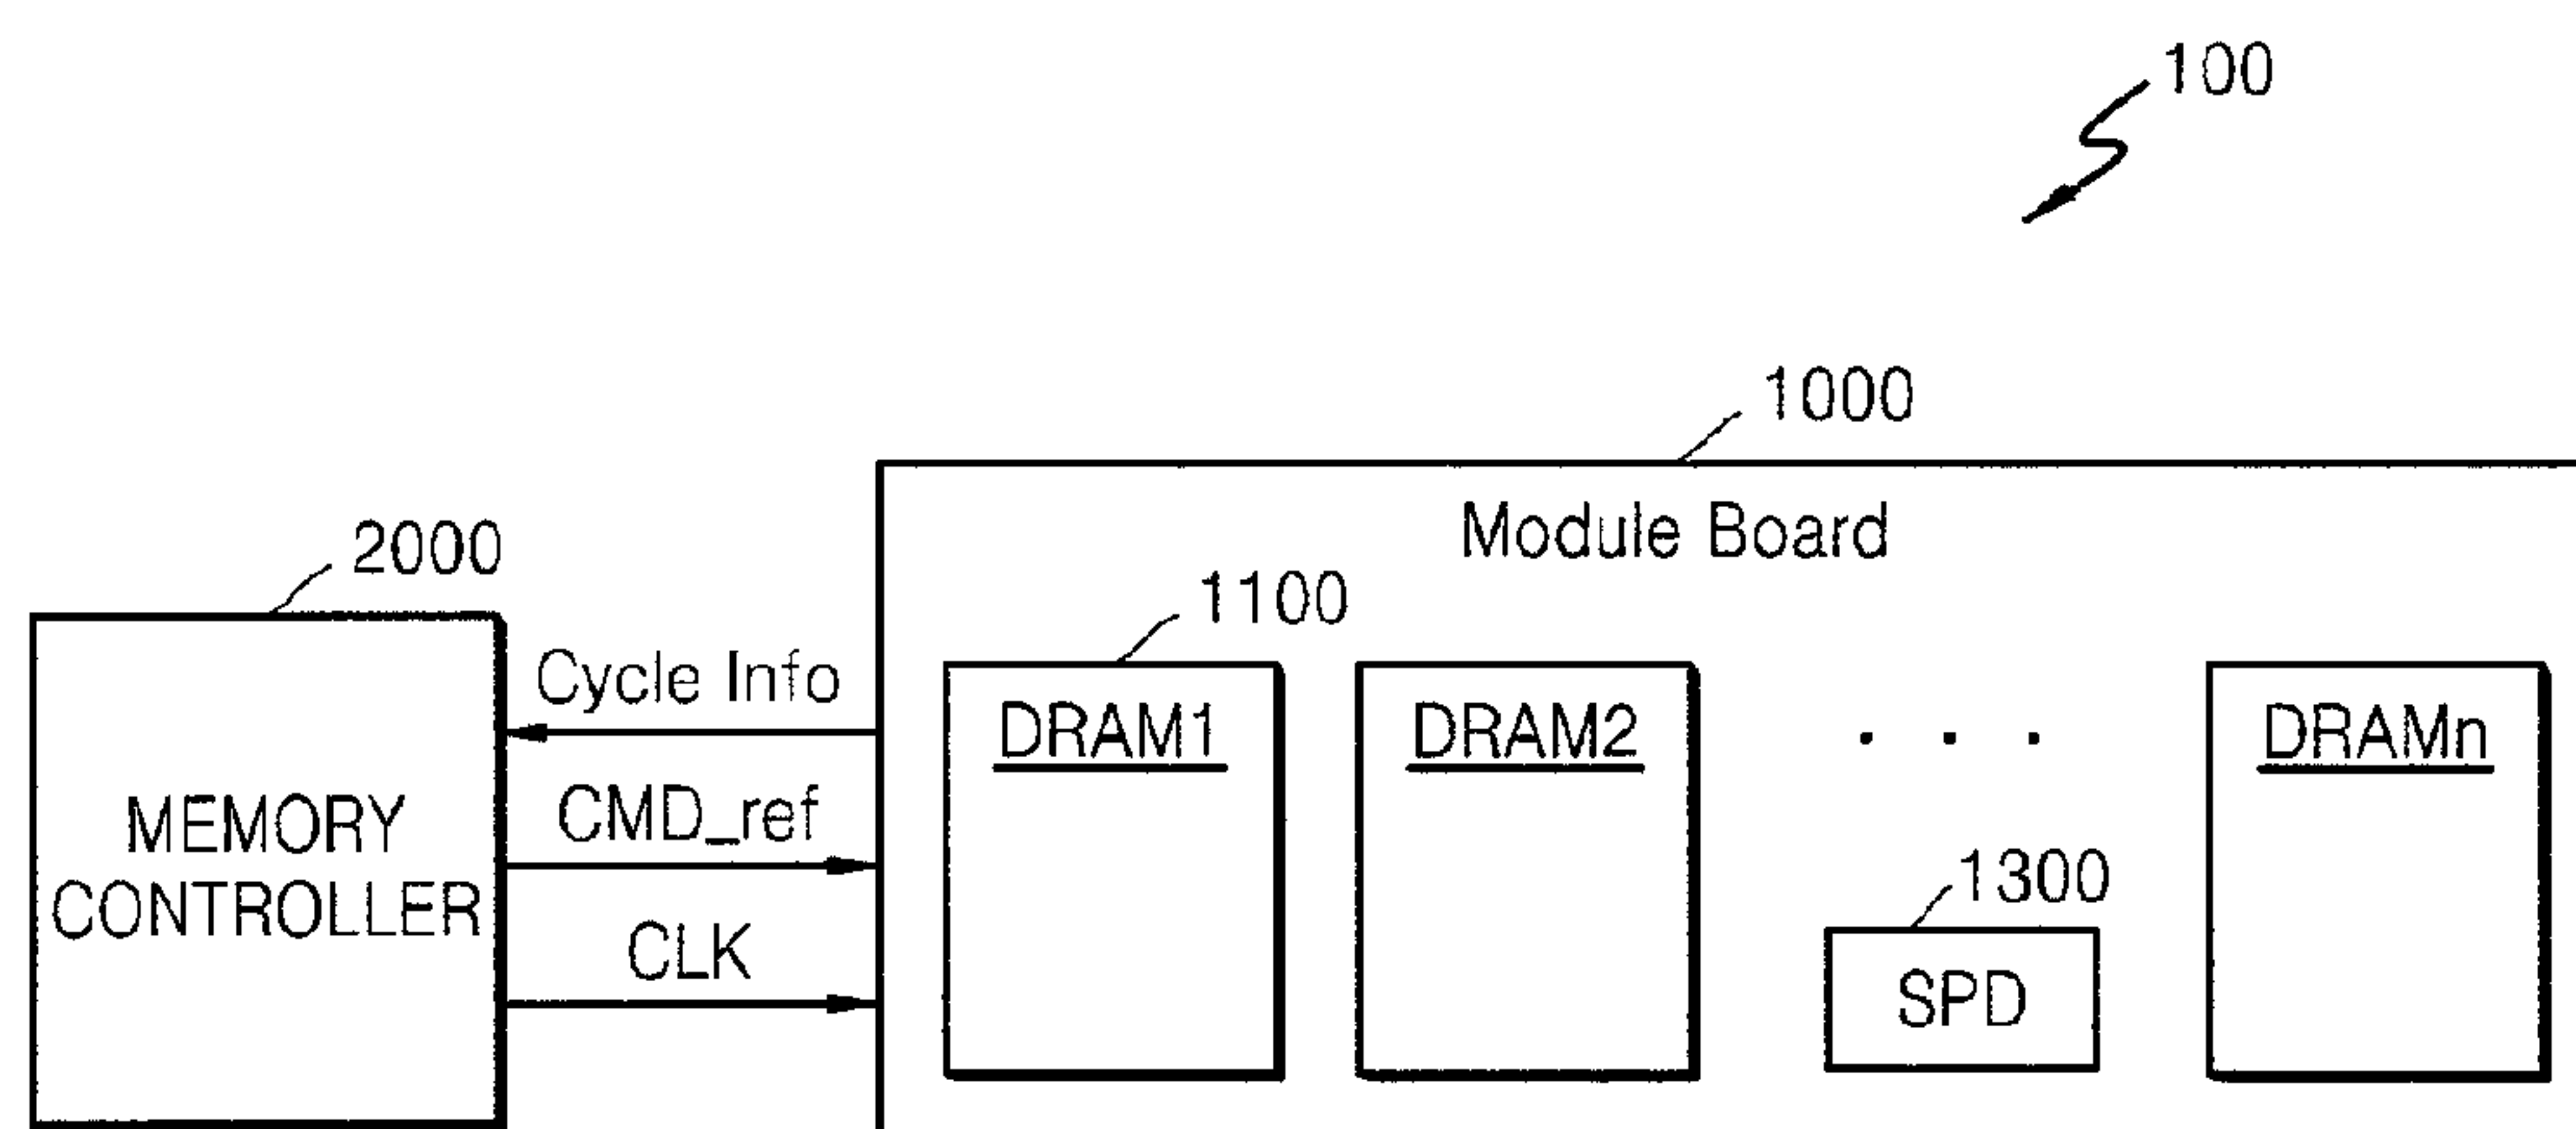 100
1000
Module Board
2000
1100
Cycle Info
DRAM1
DRAM2
. . .
DRAMn
CMD_ref
MEMORY
CONTROLLER
1300
CLK
SPD